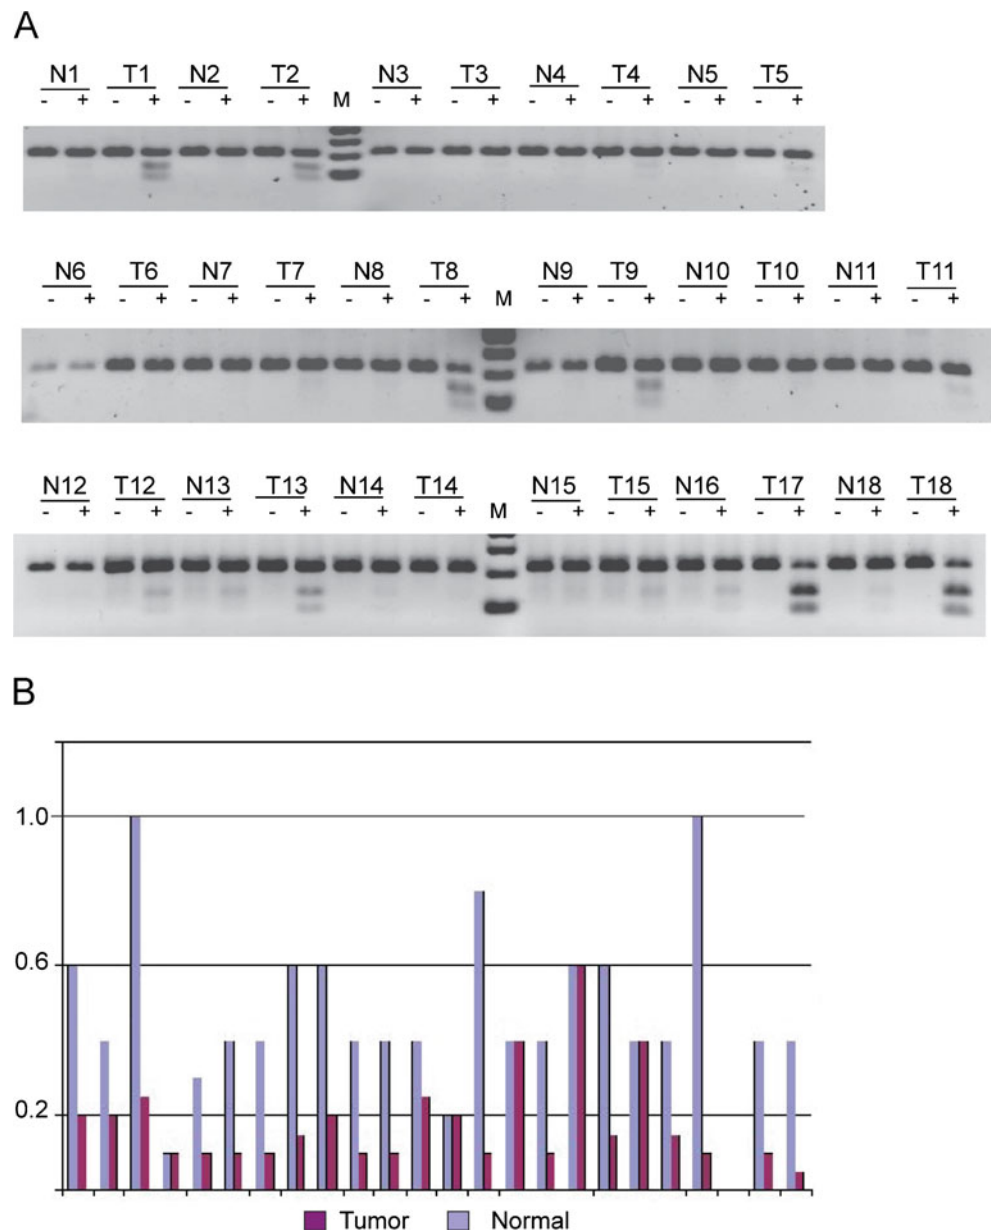 A
N1 T1 N2 T2 N3 T3 N4 T4 N5 T5
- + - + - + - + M - + - + - + - + - + - +
N6 T6 N7 T7 N8 T8 N9 T9 N10 T10 N11 T11
- + - + - + - + - + - + M - + - + - + - + - + - +
N12 T12 N13 T13 N14 T14 N15 T15 N16 T17 N18 T18
- + - + - + - + - + - + M - + - + - + - + - + - +
B
1.0
0.6
0.2
Tumor Normal